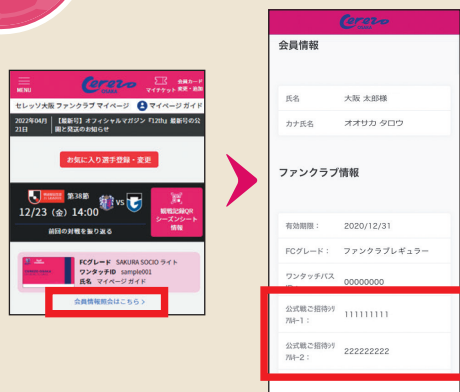 MENU
Cerezo
OSAKA
マイチケット
会員カード
変更・追加
セレッソ大阪 ファンクラブ マイページ
マイページ ガイド
2022年04月21日
【最新号】オフィシャルマガジン『12th』最新号の公開と発送のお知らせ
お気に入り選手登録・変更
第38節
12/23（金）14:00
VS
前回の対戦を振り返る
観戦記録QR
シーズンシート
情報
FCグレード SAKURA SOCIO ライト
ワンタッチID sample001
氏名 マイページ ガイド
会員情報照会はこちら >
Cerezo
OSAKA
会員情報
氏名 大阪 太郎様
カナ氏名 オオサカ タロウ
ファンクラブ情報
有効期限： 2020/12/31
FCグレード： ファンクラブレギュラー
ワンタッチパス
00000000
公式戦ご招待シリ
アル-1： 111111111
公式戦ご招待シリ
アル-2： 222222222